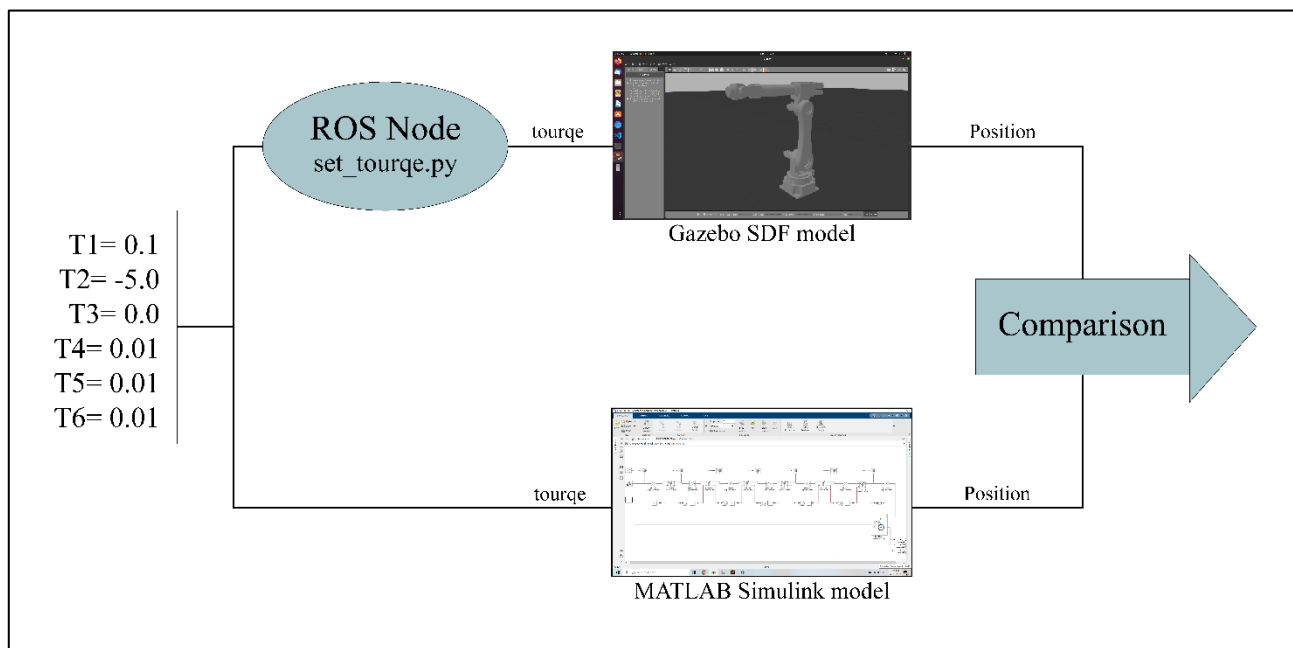 ROS Node
set_tourqe.py
tourqe
Gazebo SDF model
Position
T1= 0.1
T2= -5.0
T3= 0.0
T4= 0.01
T5= 0.01
T6= 0.01
Comparison
tourqe
MATLAB Simulink model
Position